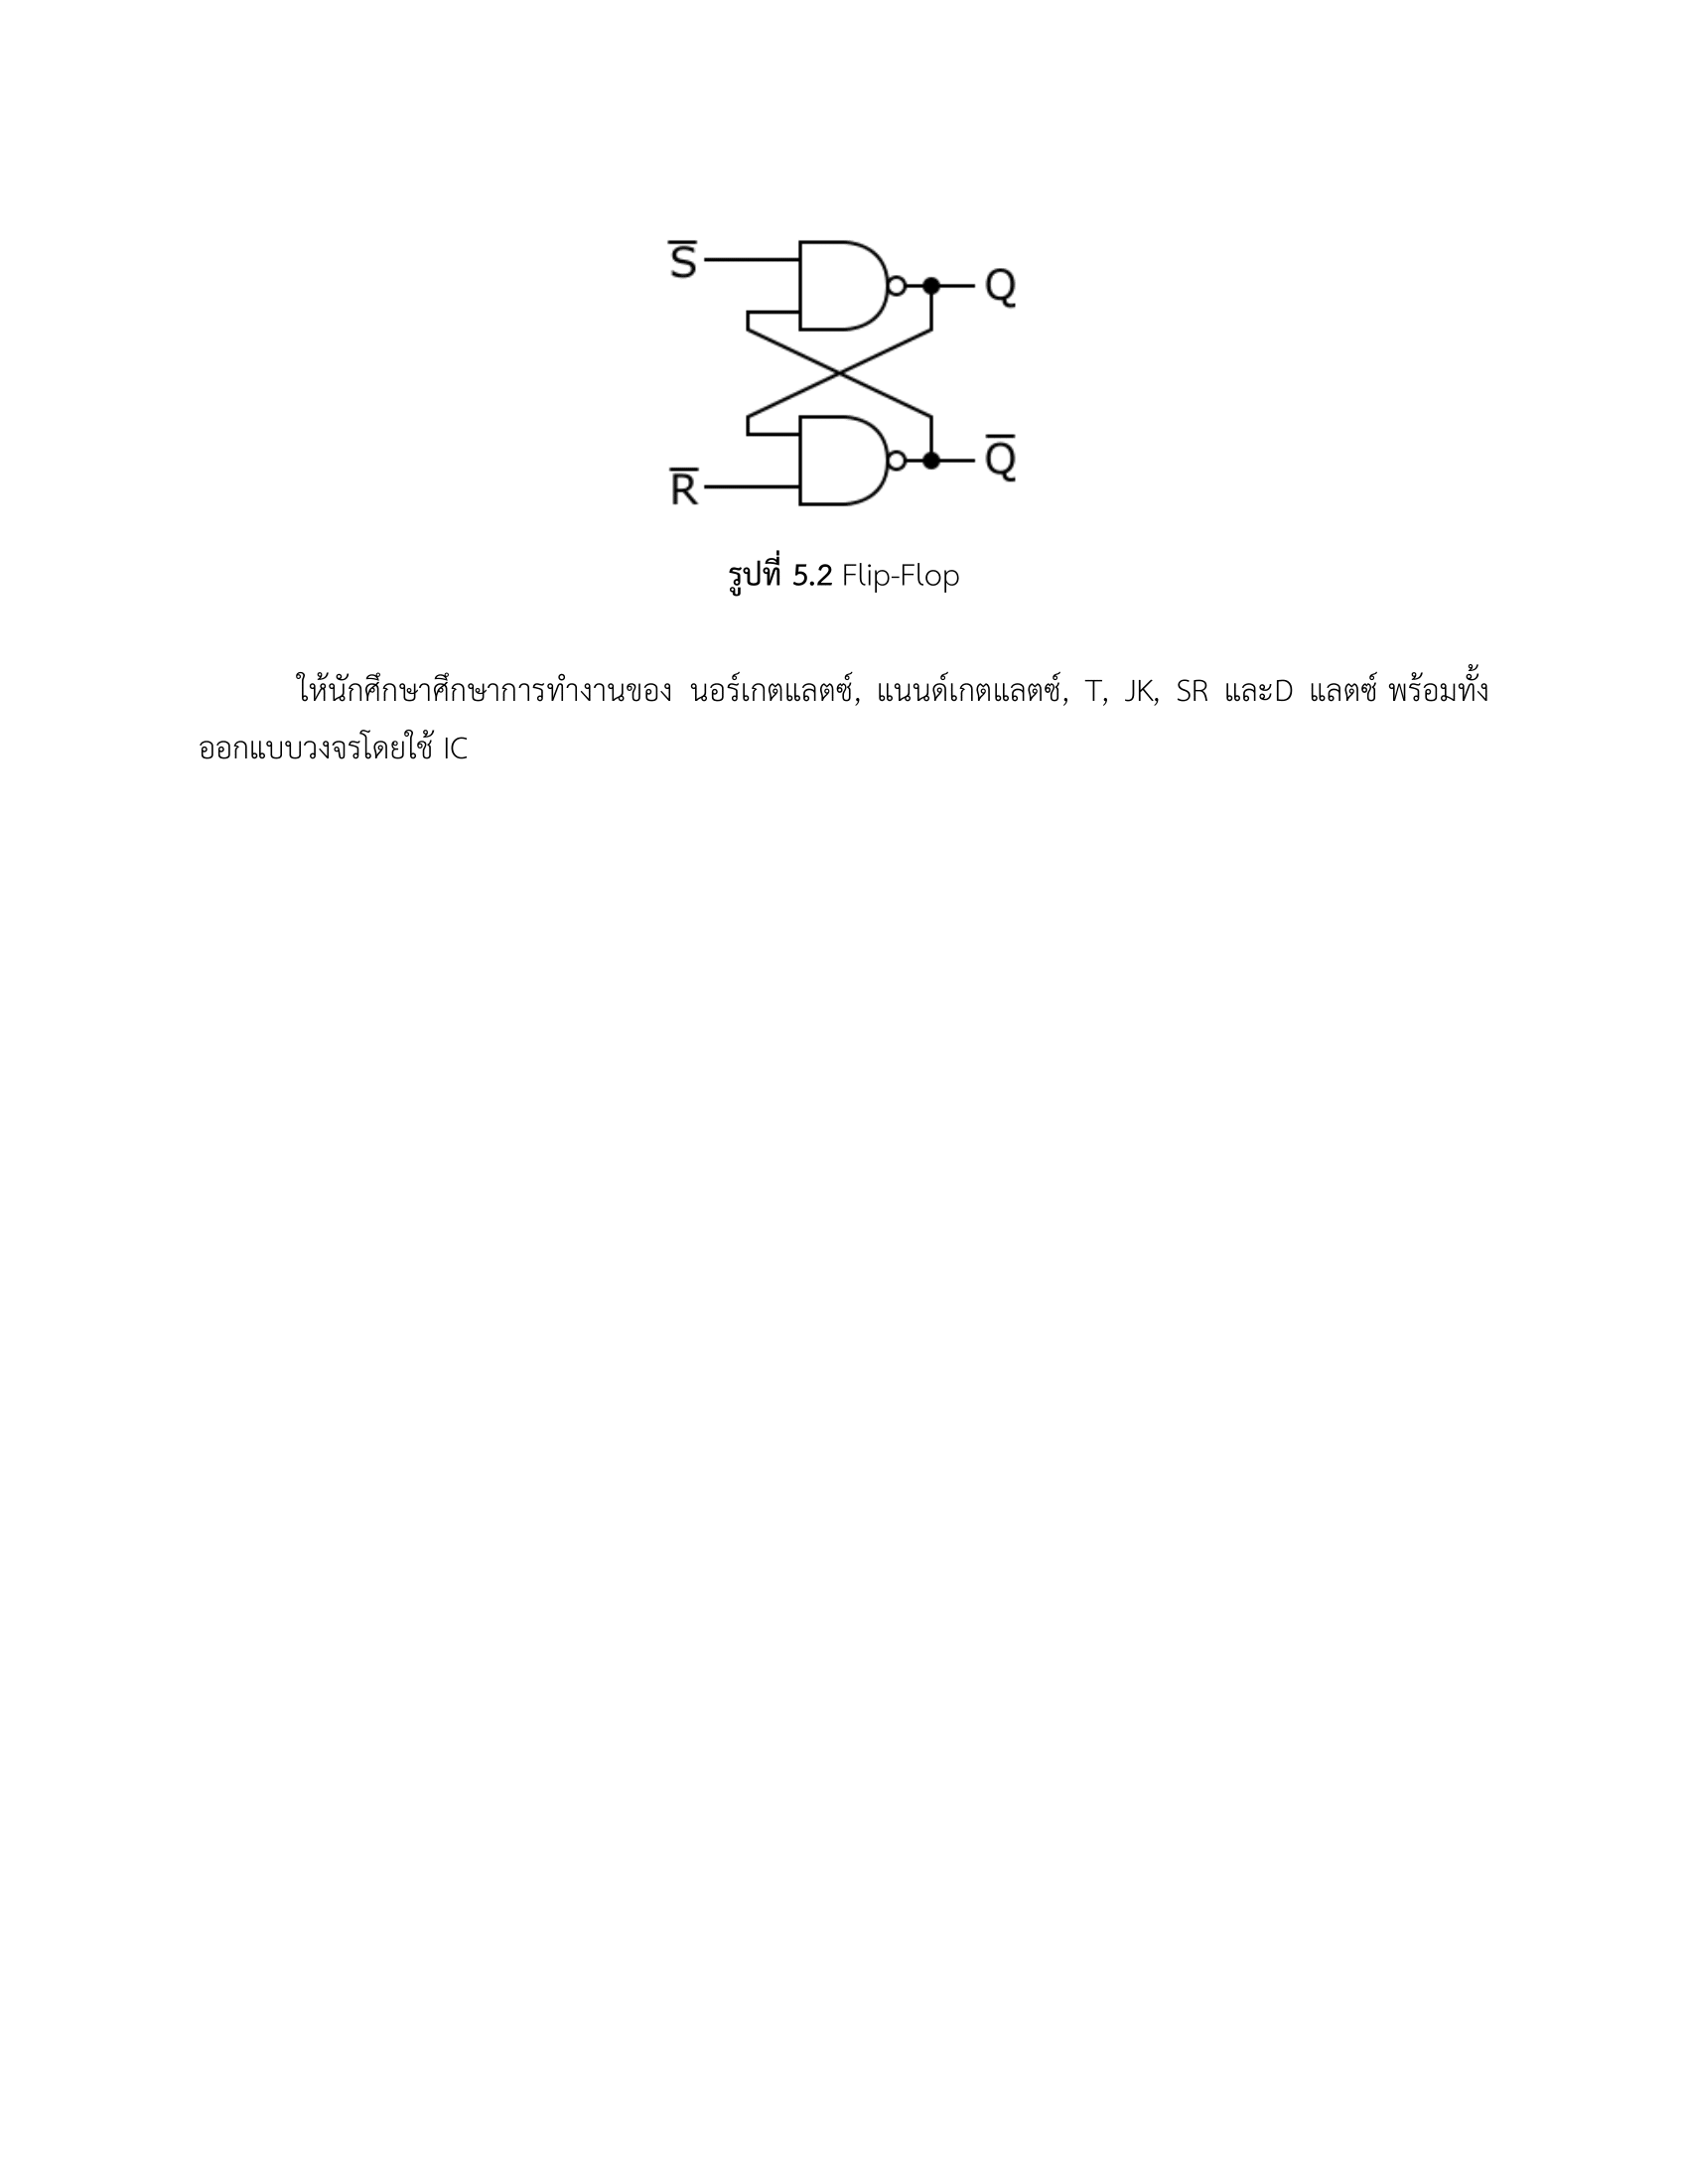 S̅
Q
R̅
Q̅
รูปที่ 5.2 Flip-Flop
ให้นักศึกษาศึกษาการทำงานของ นอร์เกตแลตซ์, แนนด์เกตแลตซ์, T, JK, SR และD แลตซ์ พร้อมทั้ง
ออกแบบวงจรโดยใช้ IC